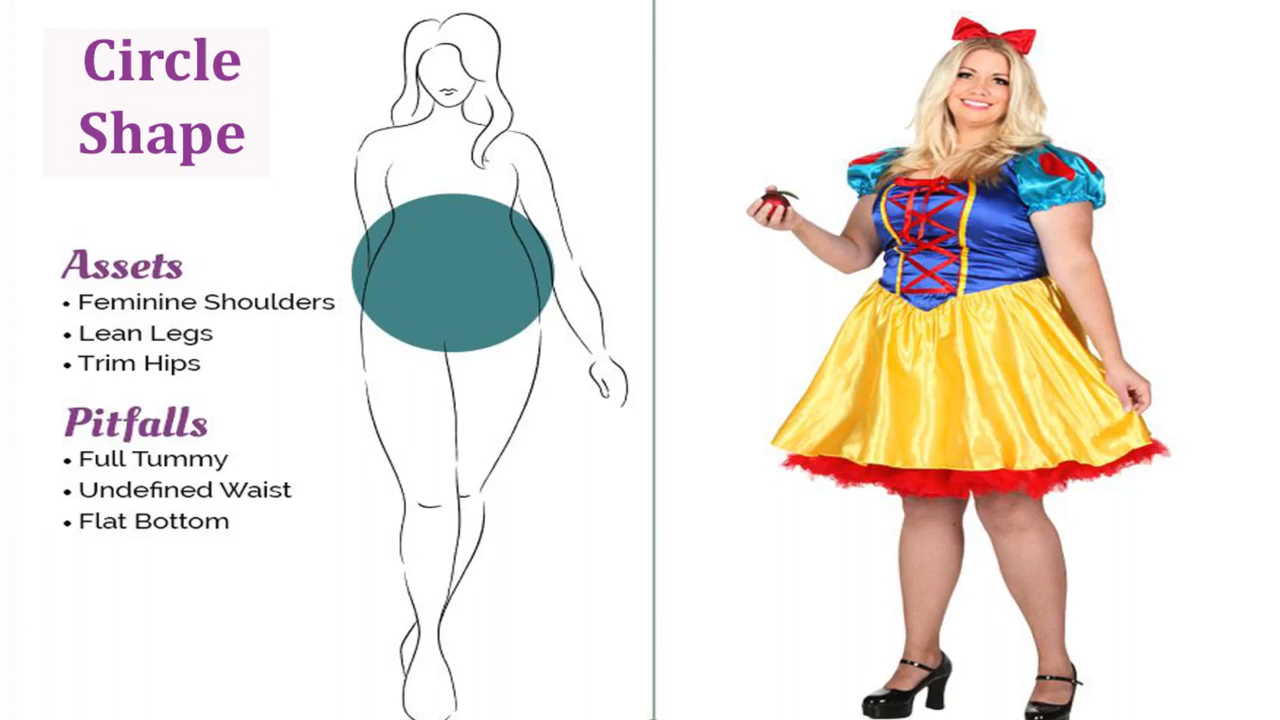 Circle
Shape
Assets
• Feminine Shoulders
• Lean Legs
• Trim Hips
Pitfalls
• Full Tummy
• Undefined Waist
• Flat Bottom